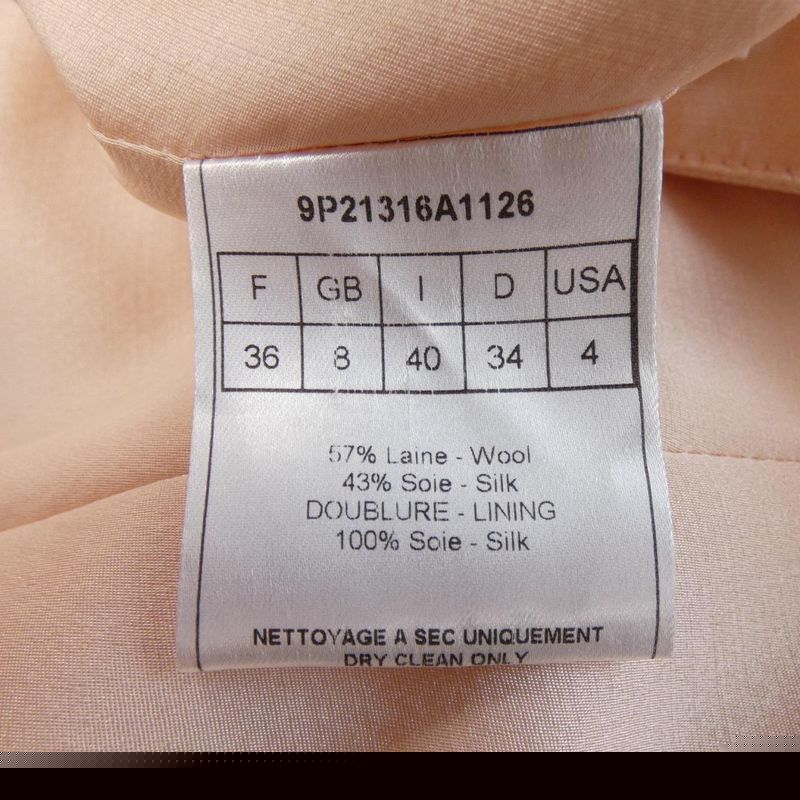 9P21316A1126
F GB I D USA
36 8 40 34 4
57% Laine - Wool
43% Soie - Silk
DOUBLURE - LINING
100% Soie - Silk
NETTOYAGE A SEC UNIQUEMENT
DRY CLEAN ONLY